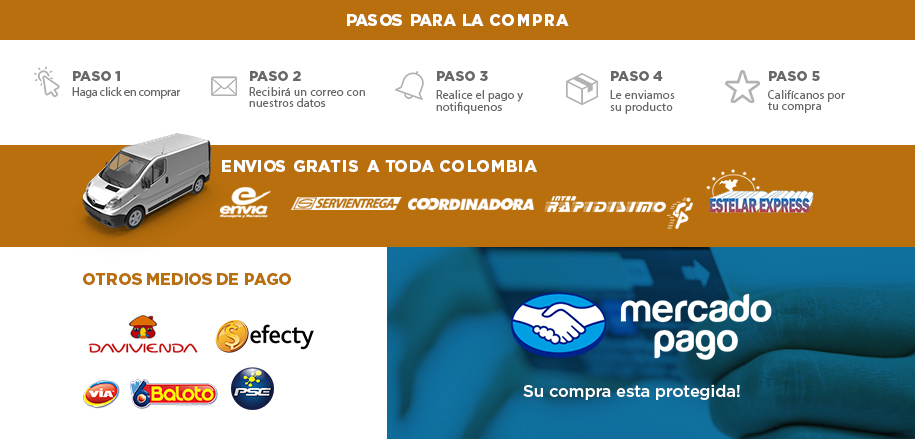 PASOS PARA LA COMPRA
PASO 1
Haga click en comprar
PASO 2
Recibirá un correo con
nuestros datos
PASO 3
Realice el pago y
notifiquenos
PASO 4
Le enviamos
su producto
PASO 5
Califícanos por
tu compra
ENVIOS GRATIS A TODA COLOMBIA
e
envia
SERVIENTREGA
COORDINADORA
INTER
RAPIDISIMO
ESTELAR EXPRESS
OTROS MEDIOS DE PAGO
DAVIVIENDA
efecty
VIA
Baloto
PSE
mercado
pago
Su compra esta protegida!